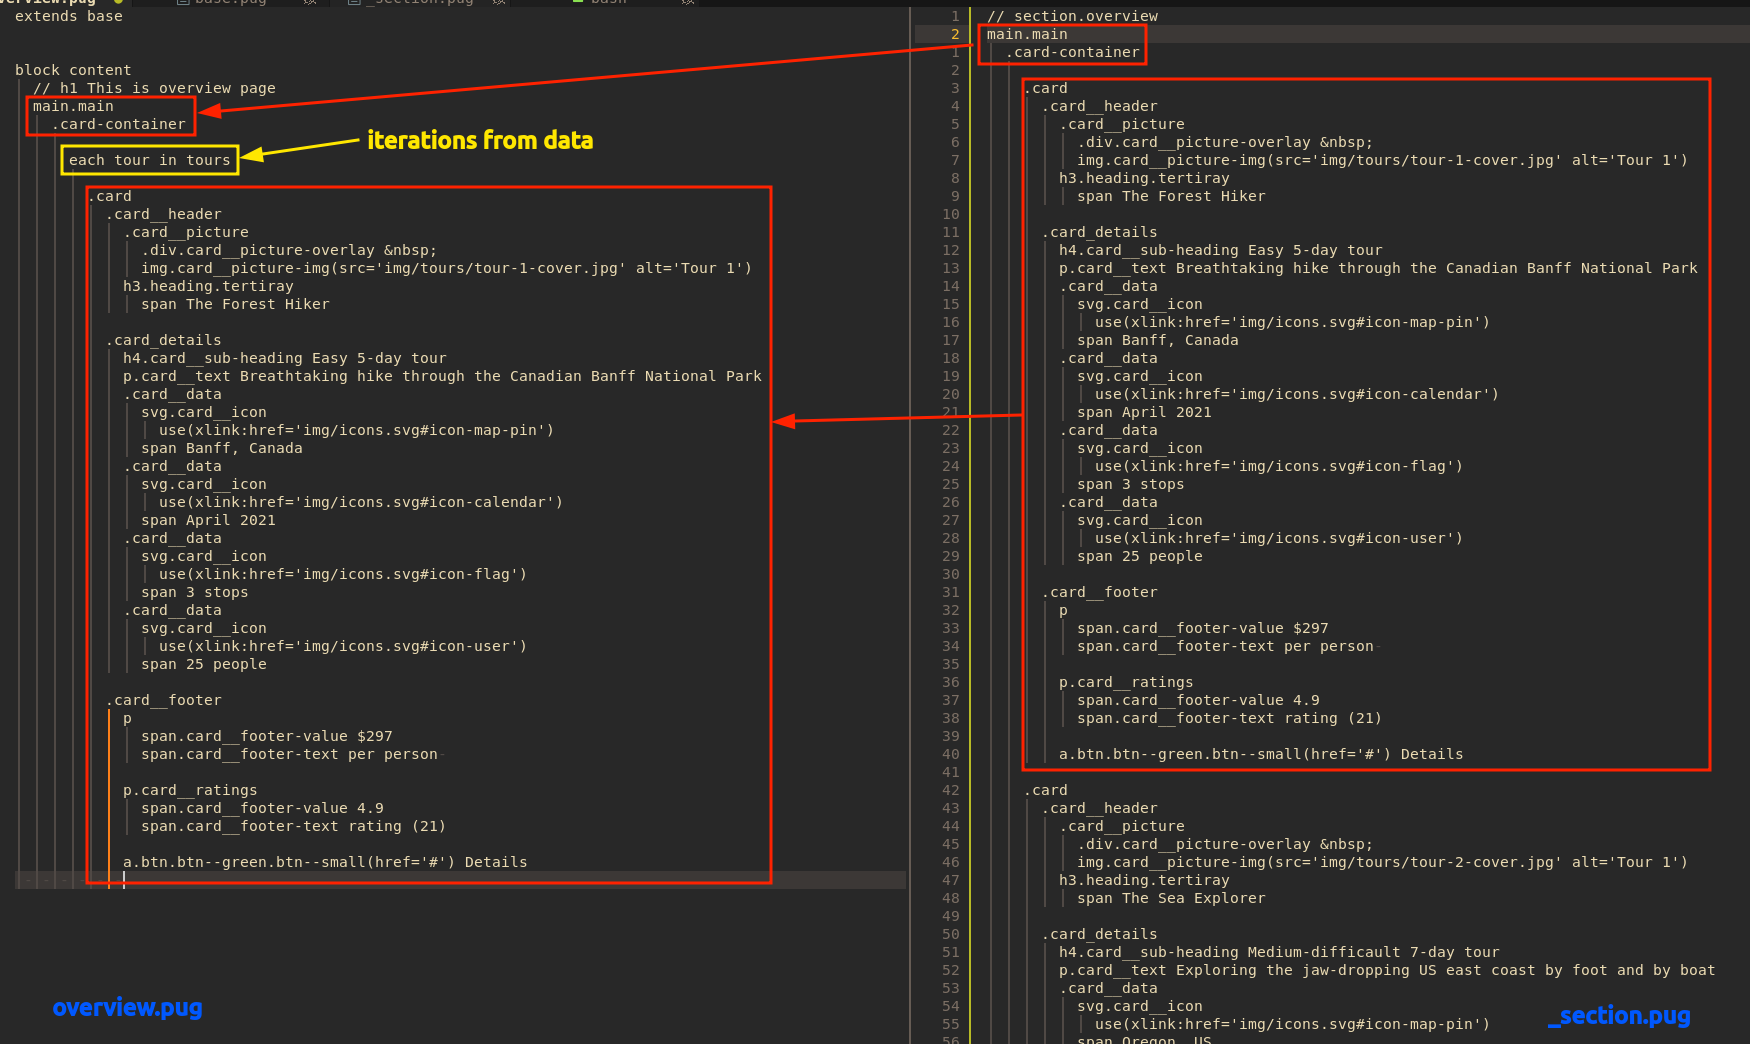 overview.pug
base.pug
_section.pug
bash
extends base
block content
// h1 This is overview page
main.main
.card-container
iterations from data
each tour in tours
.card
.card__header
.card__picture
.div.card__picture-overlay &nbsp;
img.card__picture-img(src='img/tours/tour-1-cover.jpg' alt='Tour 1')
h3.heading.tertiray
span The Forest Hiker
.card_details
h4.card__sub-heading Easy 5-day tour
p.card__text Breathtaking hike through the Canadian Banff National Park
.card__data
svg.card__icon
use(xlink:href='img/icons.svg#icon-map-pin')
span Banff, Canada
.card__data
svg.card__icon
use(xlink:href='img/icons.svg#icon-calendar')
span April 2021
.card__data
svg.card__icon
use(xlink:href='img/icons.svg#icon-flag')
span 3 stops
.card__data
svg.card__icon
use(xlink:href='img/icons.svg#icon-user')
span 25 people
.card__footer
p
span.card__footer-value $297
span.card__footer-text per person
p.card__ratings
span.card__footer-value 4.9
span.card__footer-text rating (21)
a.btn.btn--green.btn--small(href='#') Details
overview.pug
1 // section.overview
2 main.main
1 .card-container
2
3 .card
4 .card__header
5 .card__picture
6 .div.card__picture-overlay &nbsp;
7 img.card__picture-img(src='img/tours/tour-1-cover.jpg' alt='Tour 1')
8 h3.heading.tertiray
9 span The Forest Hiker
10
11 .card_details
12 h4.card__sub-heading Easy 5-day tour
13 p.card__text Breathtaking hike through the Canadian Banff National Park
14 .card__data
15 svg.card__icon
16 use(xlink:href='img/icons.svg#icon-map-pin')
17 span Banff, Canada
18 .card__data
19 svg.card__icon
20 use(xlink:href='img/icons.svg#icon-calendar')
21 span April 2021
22 .card__data
23 svg.card__icon
24 use(xlink:href='img/icons.svg#icon-flag')
25 span 3 stops
26 .card__data
27 svg.card__icon
28 use(xlink:href='img/icons.svg#icon-user')
29 span 25 people
30
31 .card__footer
32 p
33 span.card__footer-value $297
34 span.card__footer-text per person
35
36 p.card__ratings
37 span.card__footer-value 4.9
38 span.card__footer-text rating (21)
39
40 a.btn.btn--green.btn--small(href='#') Details
41
42 .card
43 .card__header
44 .card__picture
45 .div.card__picture-overlay &nbsp;
46 img.card__picture-img(src='img/tours/tour-2-cover.jpg' alt='Tour 1')
47 h3.heading.tertiray
48 span The Sea Explorer
49
50 .card_details
51 h4.card__sub-heading Medium-difficault 7-day tour
52 p.card__text Exploring the jaw-dropping US east coast by foot and by boat
53 .card__data
54 svg.card__icon
55 use(xlink:href='img/icons.svg#icon-map-pin')
56 span Oregon, US
_section.pug